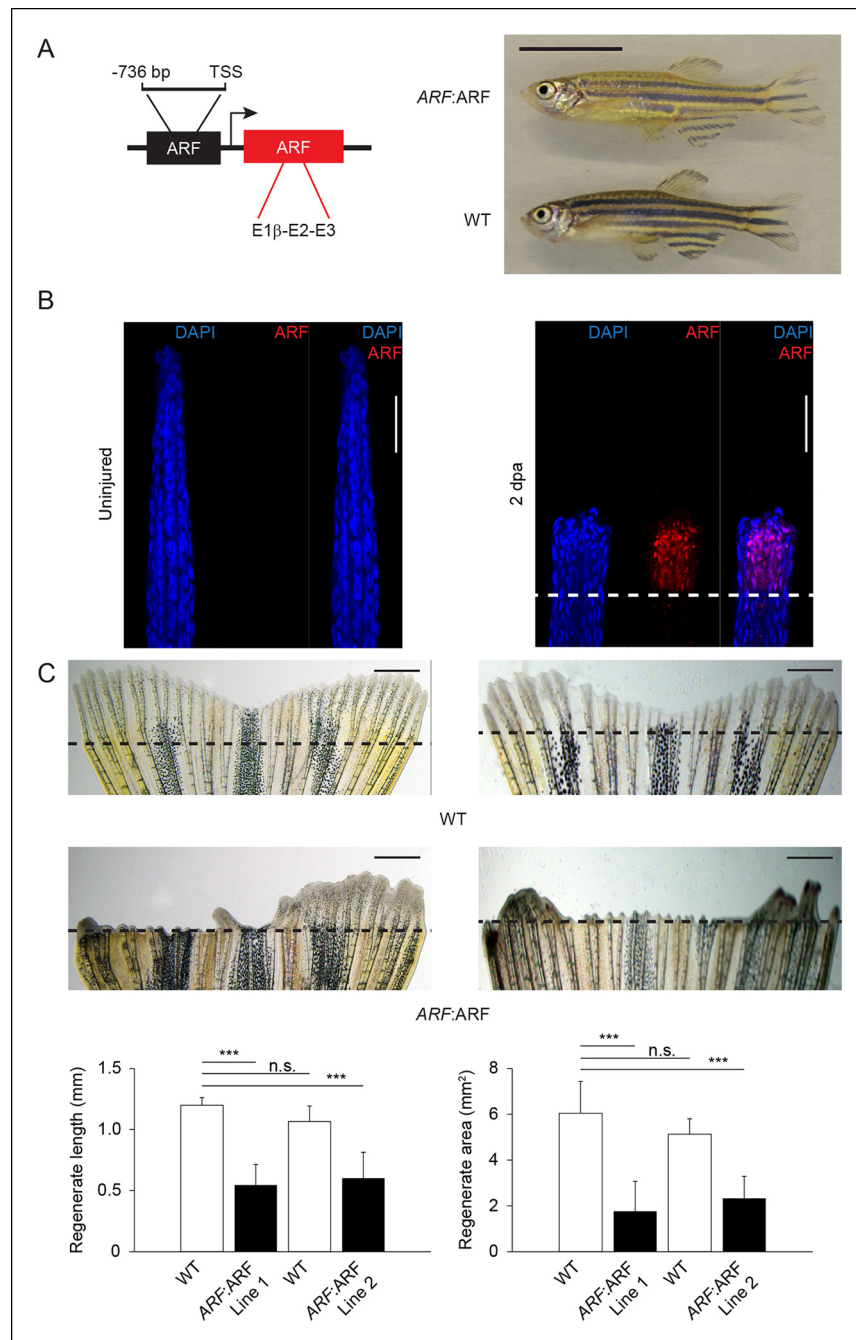 A
-736 bp TSS
ARF ARF
E1β-E2-E3
ARF:ARF
WT
B
DAPI ARF DAPI
ARF
Uninjured
DAPI ARF DAPI
ARF
2 dpa
C
WT
ARF:ARF
Regenerate length (mm)
1.5
1.0
0.5
0
***
n.s.
***
WT
ARF:ARF
Line 1
WT
ARF:ARF
Line 2
Regenerate area (mm²)
8
6
4
2
0
***
n.s.
***
WT
ARF:ARF
Line 1
WT
ARF:ARF
Line 2